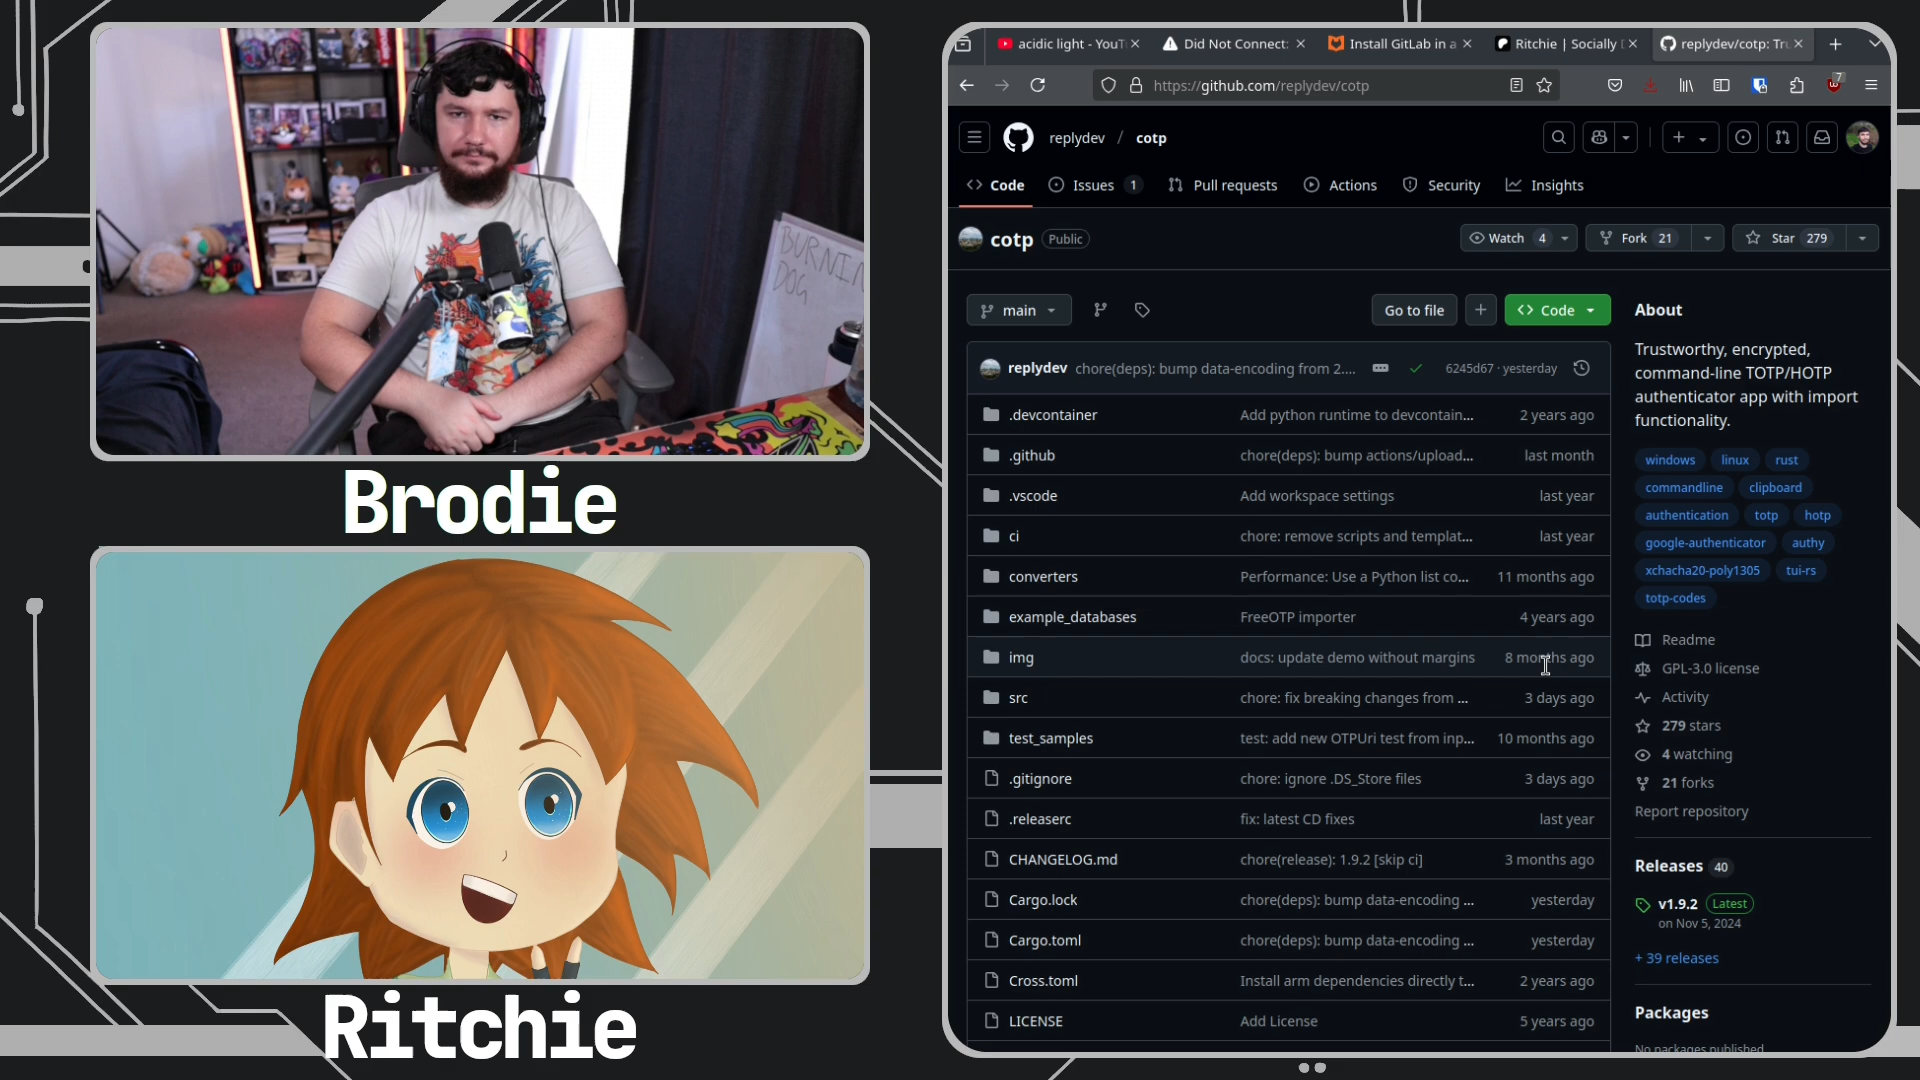 BURNIN
DOG
Brodie
Ritchie
acidic light - YouT
Did Not Connect:
Install GitLab in a
Ritchie | Socially
replydev/cotp: Tru
https://github.com/replydev/cotp
7
replydev / cotp
Code
Issues 1
Pull requests
Actions
Security
Insights
cotp Public
Watch 4
Fork 21
Star 279
main
Go to file
Code
replydev chore(deps): bump data-encoding from 2.... 6245d67 · yesterday
.devcontainer Add python runtime to devcontain... 2 years ago
.github chore(deps): bump actions/upload... last month
.vscode Add workspace settings last year
ci chore: remove scripts and templat... last year
converters Performance: Use a Python list co... 11 months ago
example_databases FreeOTP importer 4 years ago
img docs: update demo without margins 8 months ago
src chore: fix breaking changes from ... 3 days ago
test_samples test: add new OTPUri test from inp... 10 months ago
.gitignore chore: ignore .DS_Store files 3 days ago
.releaserc fix: latest CD fixes last year
CHANGELOG.md chore(release): 1.9.2 [skip ci] 3 months ago
Cargo.lock chore(deps): bump data-encoding ... yesterday
Cargo.toml chore(deps): bump data-encoding ... yesterday
Cross.toml Install arm dependencies directly t... 2 years ago
LICENSE Add License 5 years ago
About
Trustworthy, encrypted,
command-line TOTP/HOTP
authenticator app with import
functionality.
windows linux rust
commandline clipboard
authentication totp hotp
google-authenticator authy
xchacha20-poly1305 tui-rs
totp-codes
Readme
GPL-3.0 license
Activity
279 stars
4 watching
21 forks
Report repository
Releases 40
v1.9.2 Latest
on Nov 5, 2024
+ 39 releases
Packages
No packages published